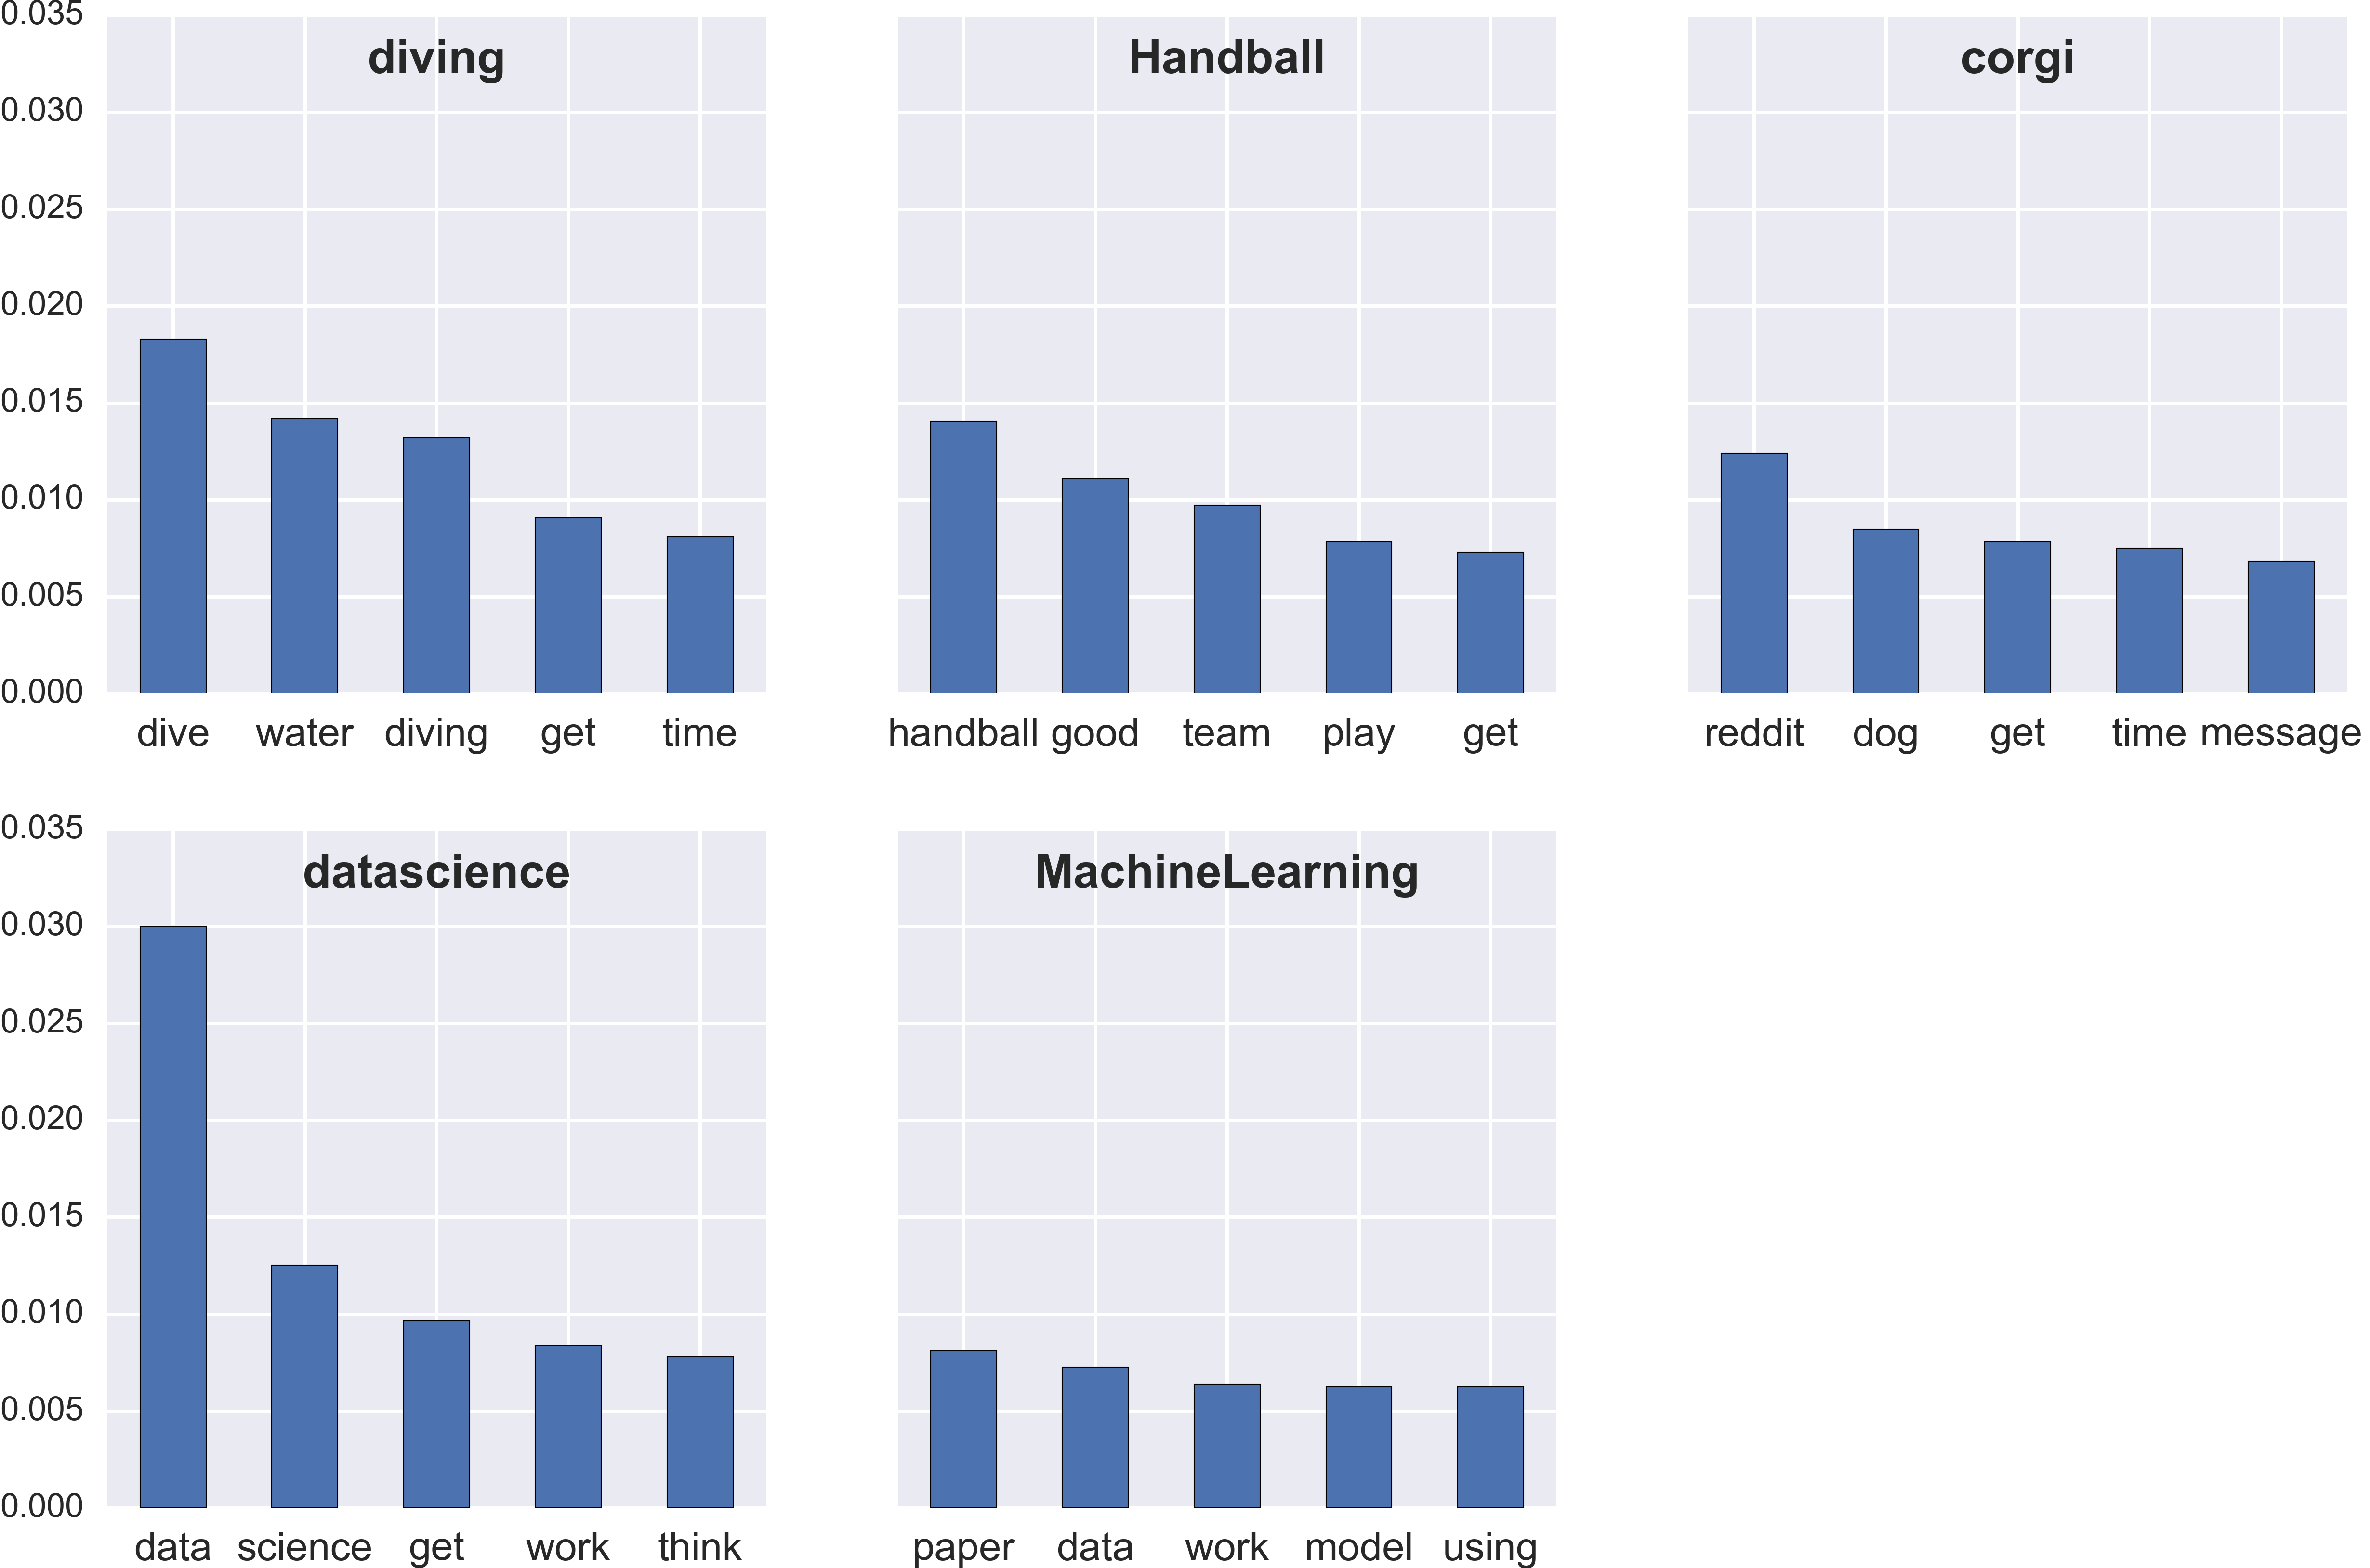 diving
Handball
corgi
0.035
0.030
0.025
0.020
0.015
0.010
0.005
0.000
dive water diving get time
handball good team play get
reddit dog get time message
datascience
MachineLearning
0.035
0.030
0.025
0.020
0.015
0.010
0.005
0.000
data science get work think
paper data work model using